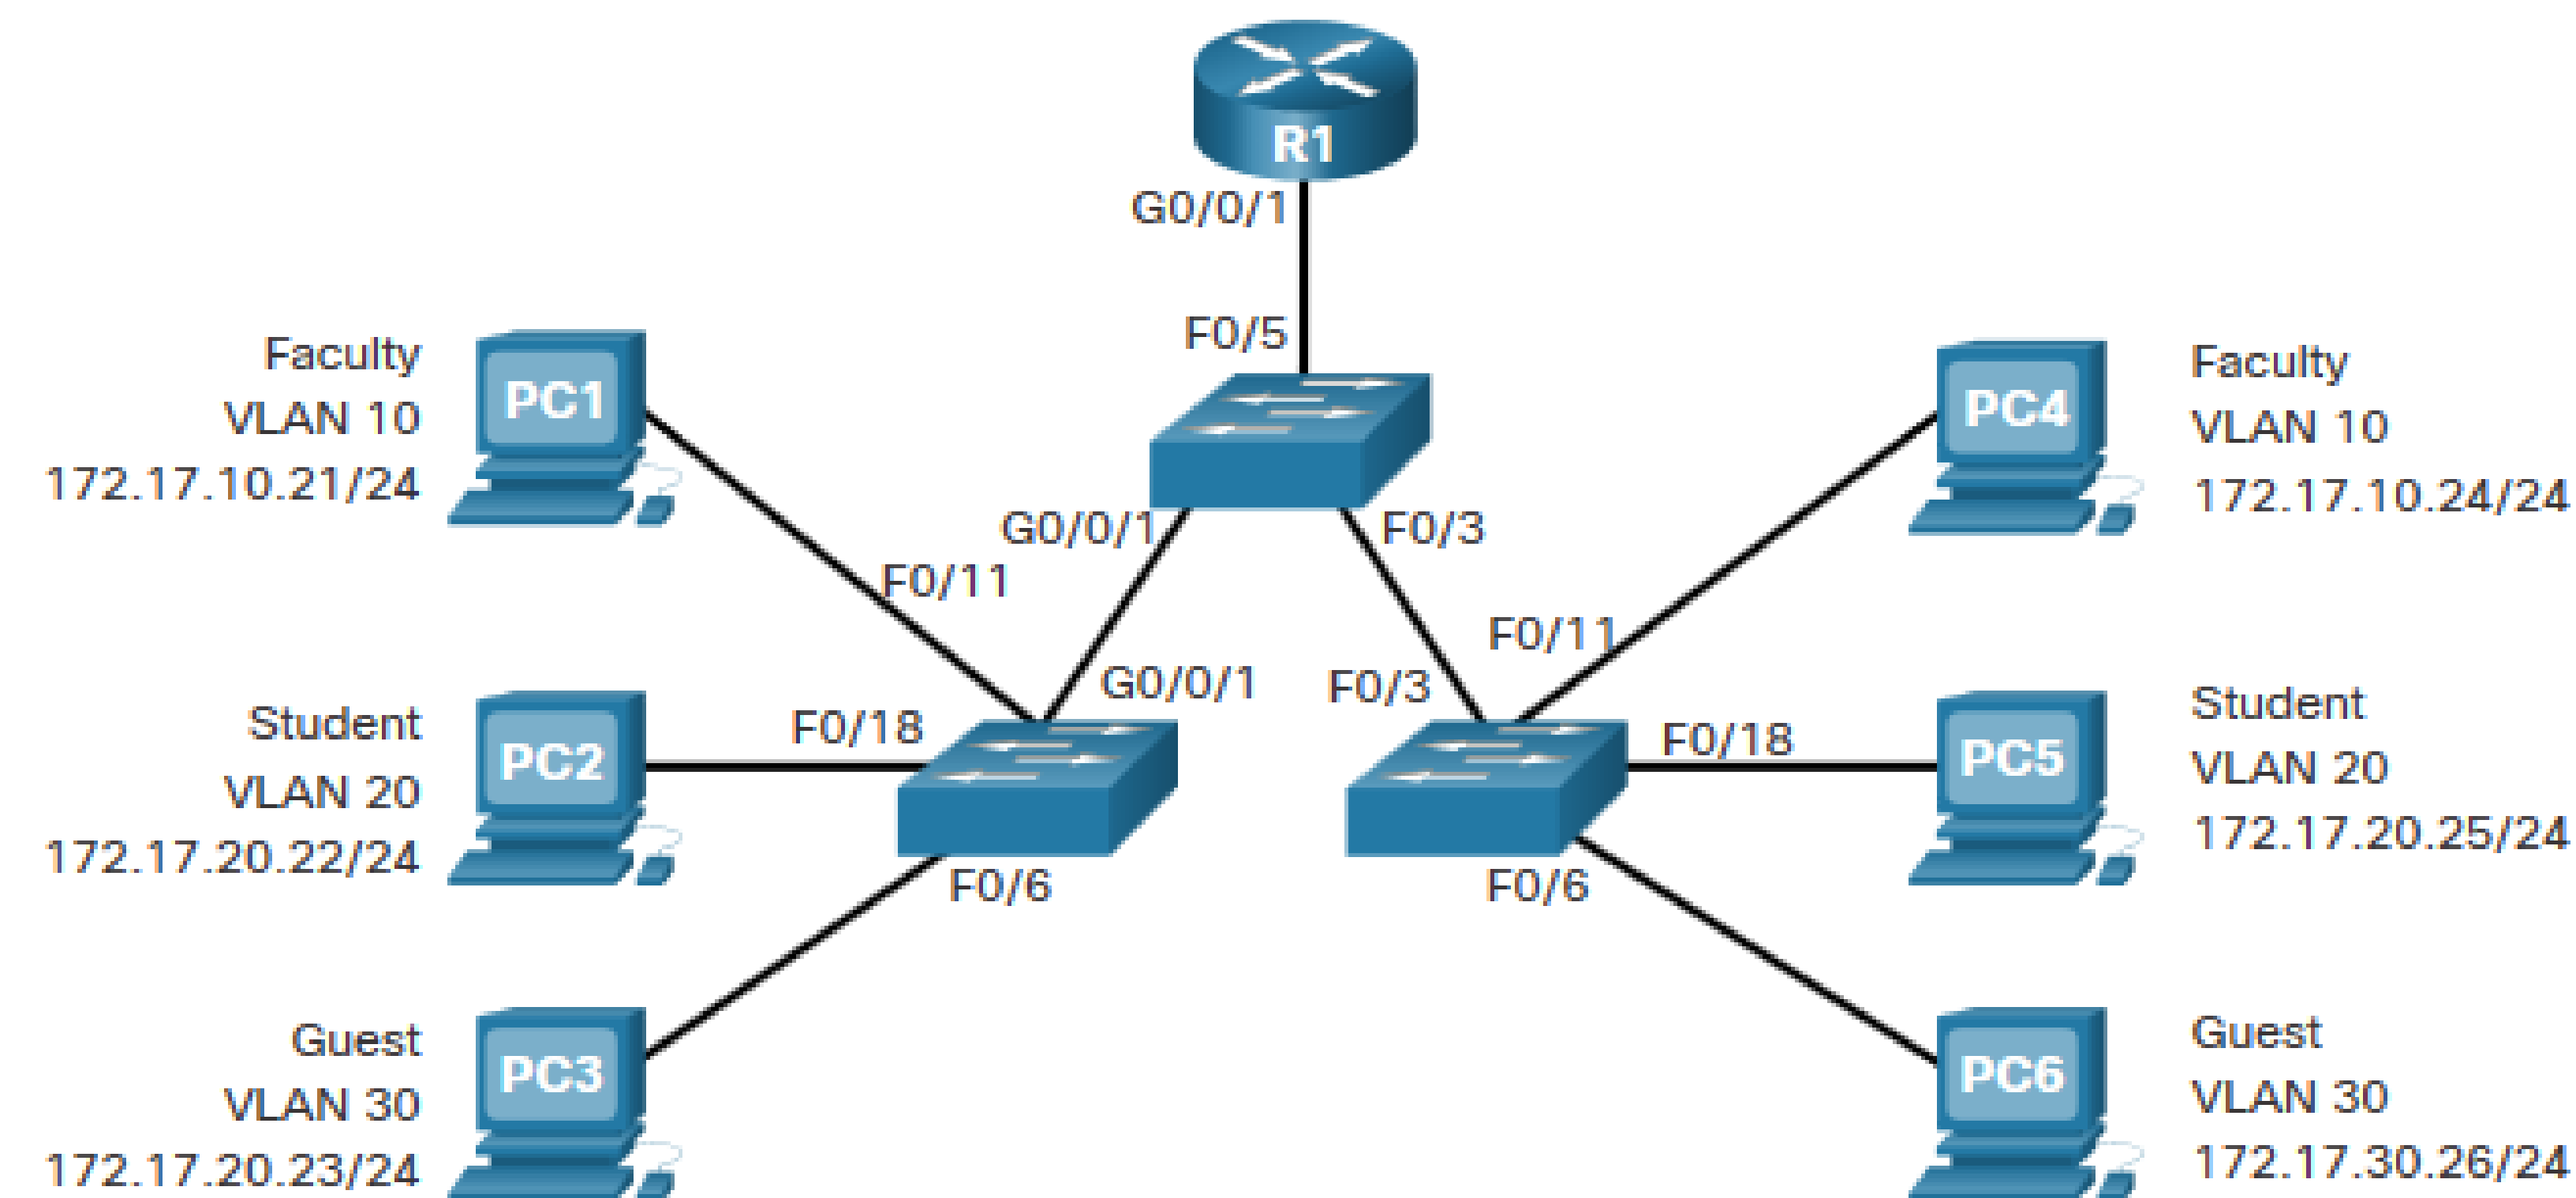 R1
G0/0/1
F0/5
Faculty
VLAN 10
172.17.10.21/24
PC1
PC4
Faculty
VLAN 10
172.17.10.24/24
G0/0/1
F0/3
F0/11
F0/11
G0/0/1
F0/3
Student
VLAN 20
172.17.20.22/24
PC2
F0/18
F0/18
PC5
Student
VLAN 20
172.17.20.25/24
F0/6
F0/6
Guest
VLAN 30
172.17.20.23/24
PC3
PC6
Guest
VLAN 30
172.17.30.26/24